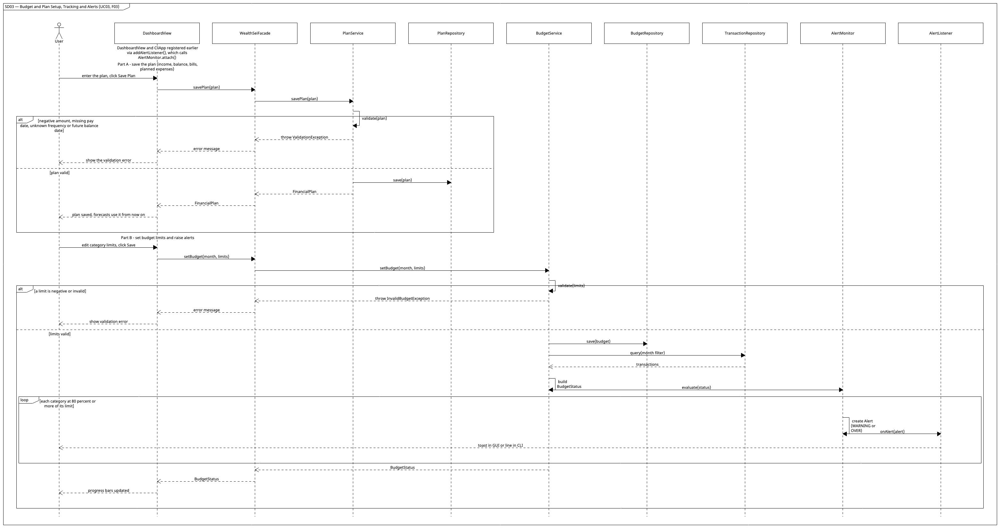 SD03 — Budget and Plan Setup, Tracking and Alerts (UC03, F03)
User
DashboardView
WealthSeiFacade
PlanService
PlanRepository
BudgetService
BudgetRepository
TransactionRepository
AlertMonitor
AlertListener
DashboardView and CliApp registered earlier
via addAlertListener(), which calls
AlertMonitor.attach()
Part A - save the plan (income, balance, bills,
planned expenses)
enter the plan, click Save Plan
savePlan(plan)
savePlan(plan)
validate(plan)
alt
[negative amount, missing pay
date, unknown frequency or future balance
date]
throw ValidationException
error message
show the validation error
[plan valid]
save(plan)
FinancialPlan
FinancialPlan
plan saved, forecasts use it from now on
Part B - set budget limits and raise alerts
edit category limits, click Save
setBudget(month, limits)
setBudget(month, limits)
validate(limits)
alt
[a limit is negative or invalid]
throw InvalidBudgetException
error message
show validation error
[limits valid]
save(budget)
query(month filter)
transactions
build
BudgetStatus
evaluate(status)
loop
[each category at 80 percent or
more of its limit]
create Alert
(WARNING or
OVER)
onAlert(alert)
toast in GUI or line in CLI
BudgetStatus
BudgetStatus
progress bars updated